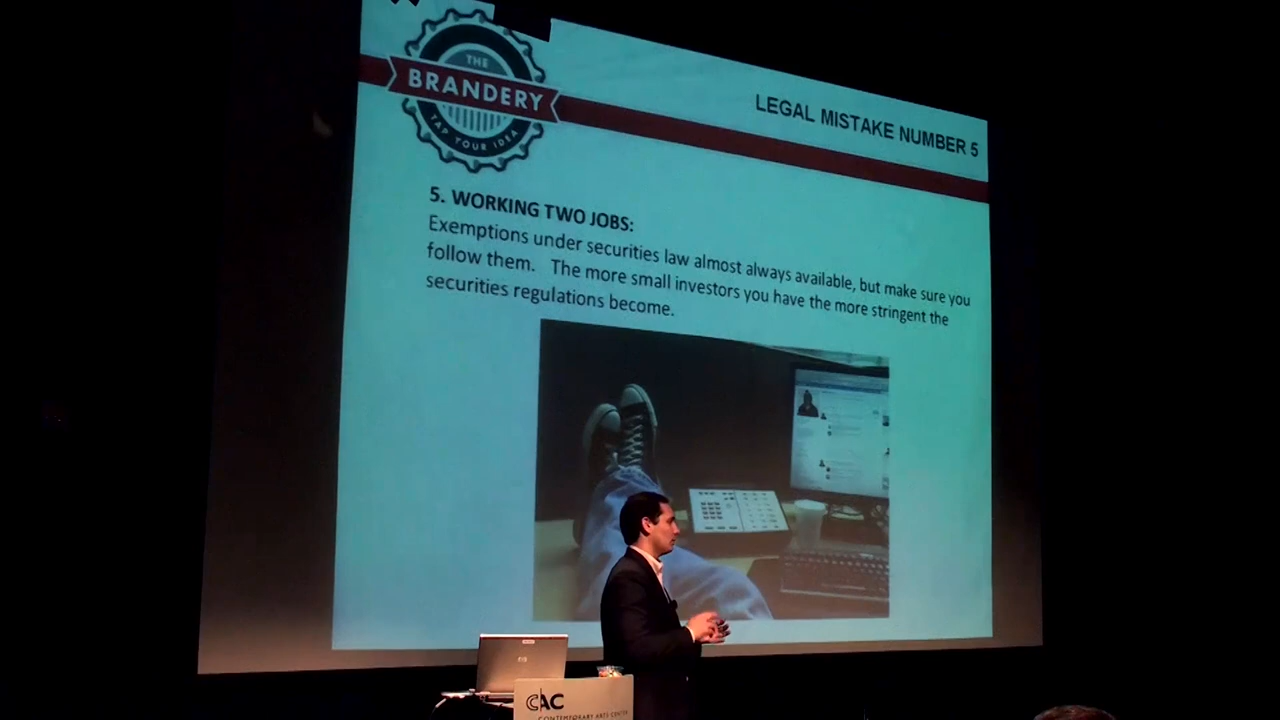 THE
BRANDERY
TAP YOUR IDEA
LEGAL MISTAKE NUMBER 5
5. WORKING TWO JOBS:
Exemptions under securities law almost always available, but make sure you
follow them. The more small investors you have the more stringent the
securities regulations become.
hp
CAC
CONTEMPORARY ARTS CENTER